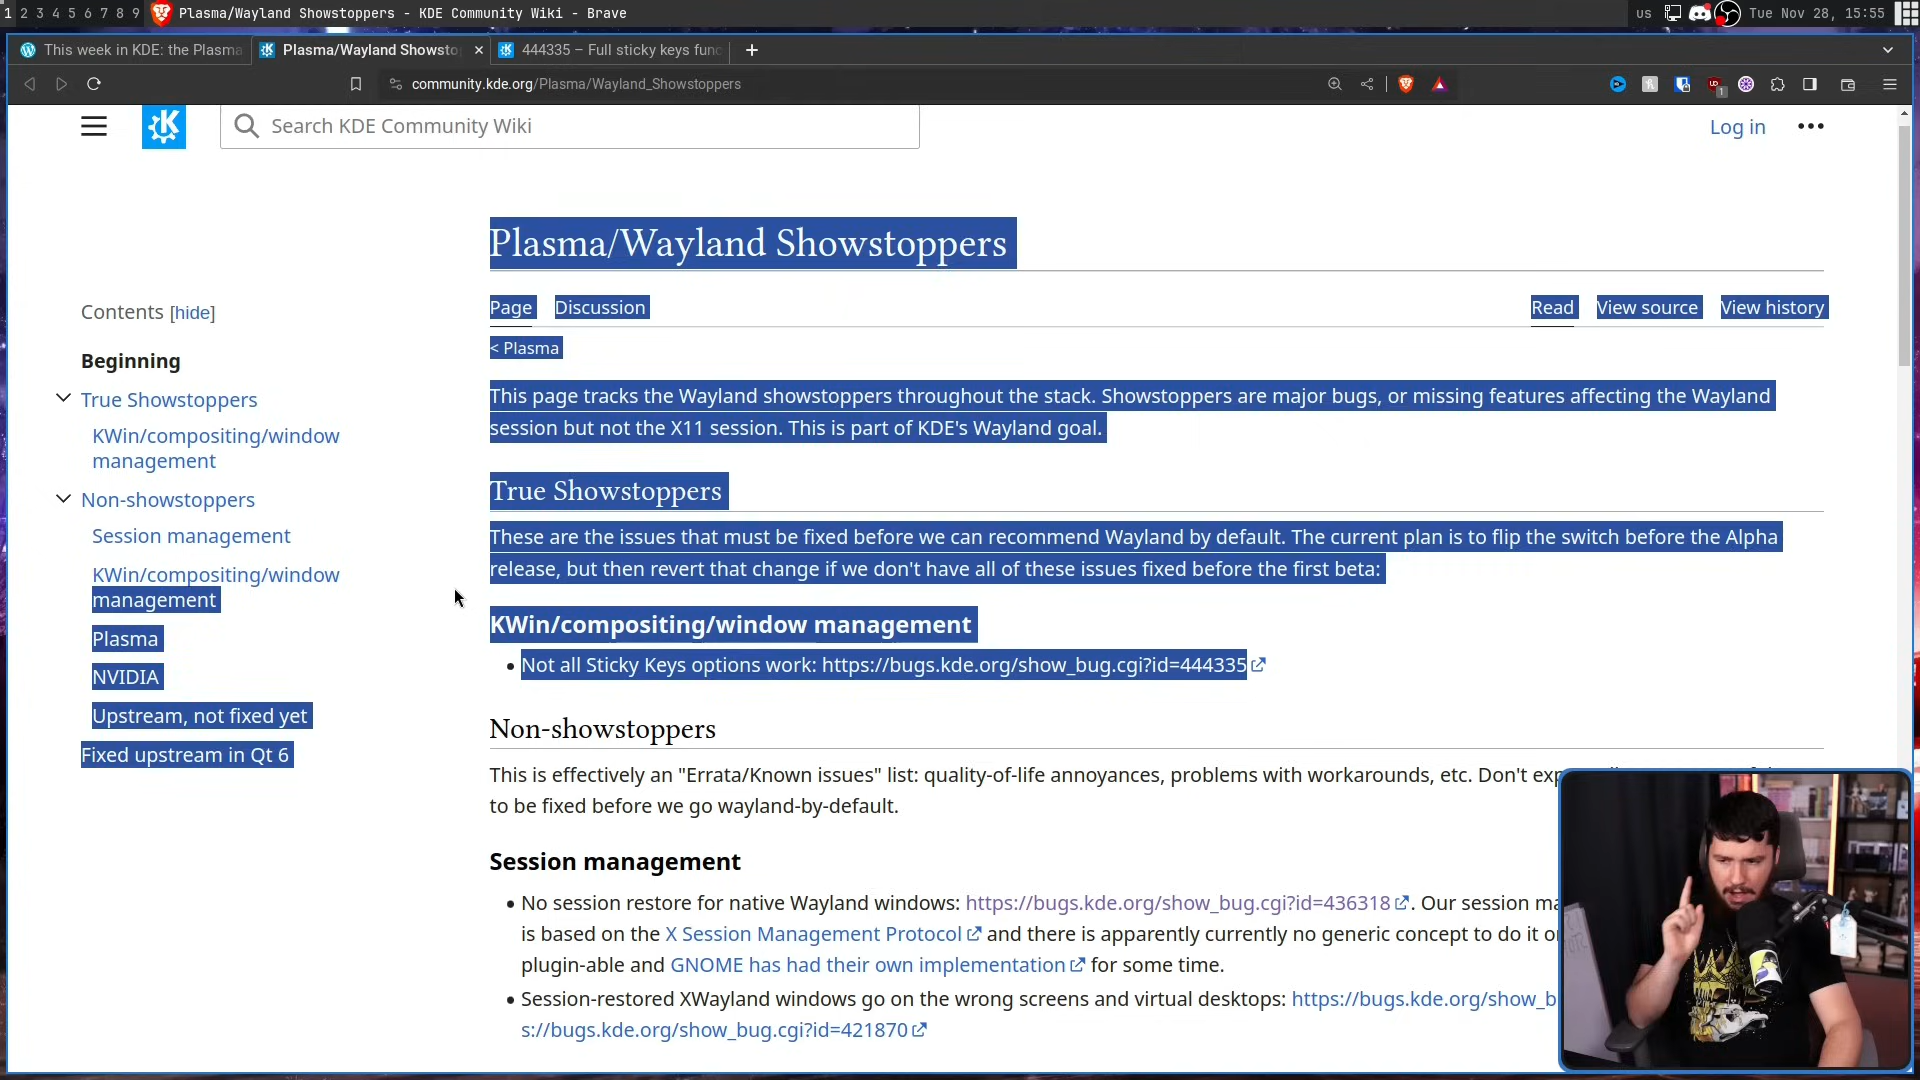 1 2 3 4 5 6 7 8 9 Plasma/Wayland Showstoppers - KDE Community Wiki - Brave
us Tue Nov 28, 15:55
This week in KDE: the Plasma
Plasma/Wayland Showsto
444335 – Full sticky keys func
community.kde.org/Plasma/Wayland_Showstoppers
Search KDE Community Wiki
Log in
Plasma/Wayland Showstoppers
Page Discussion Read View source View history
< Plasma
Contents [hide]
Beginning
True Showstoppers
KWin/compositing/window
management
Non-showstoppers
Session management
KWin/compositing/window
management
Plasma
NVIDIA
Upstream, not fixed yet
Fixed upstream in Qt 6
This page tracks the Wayland showstoppers throughout the stack. Showstoppers are major bugs, or missing features affecting the Wayland
session but not the X11 session. This is part of KDE's Wayland goal.
True Showstoppers
These are the issues that must be fixed before we can recommend Wayland by default. The current plan is to flip the switch before the Alpha
release, but then revert that change if we don't have all of these issues fixed before the first beta:
KWin/compositing/window management
Not all Sticky Keys options work: https://bugs.kde.org/show_bug.cgi?id=444335
Non-showstoppers
This is effectively an "Errata/Known issues" list: quality-of-life annoyances, problems with workarounds, etc. Don't exp
to be fixed before we go wayland-by-default.
Session management
No session restore for native Wayland windows: https://bugs.kde.org/show_bug.cgi?id=436318. Our session ma
is based on the X Session Management Protocol and there is apparently currently no generic concept to do it o
plugin-able and GNOME has had their own implementation for some time.
Session-restored XWayland windows go on the wrong screens and virtual desktops: https://bugs.kde.org/show_b
s://bugs.kde.org/show_bug.cgi?id=421870